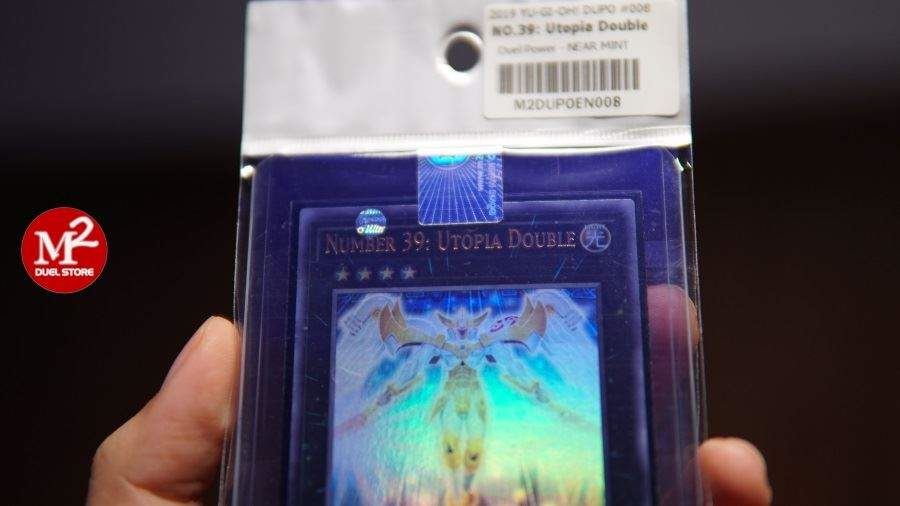 2019 YU-GI-OH! DUPO #008
NO.39: Utopia Double
Duel Power - NEAR MINT
M2DUPOEN008
NUMBER 39: UTOPIA DOUBLE
光
M2
DUEL STORE